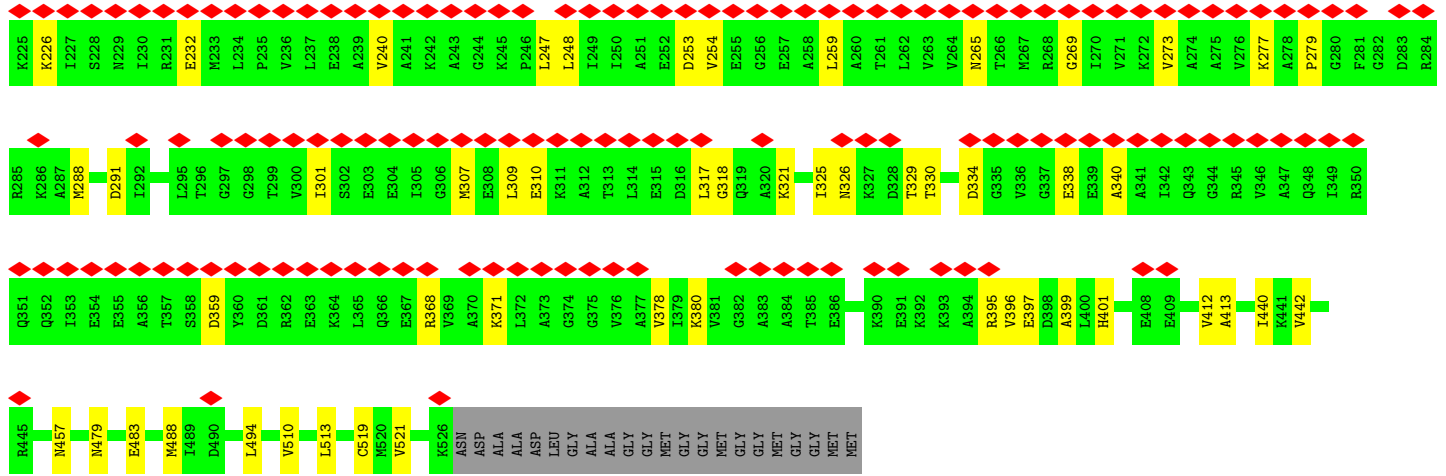 K225 K226 I227 S228 N229 I230 R231 E232 M233 L234 P235 V236 L237 E238 A239 V240 A241 K242 A243 G244 K245 P246 L247 L248 I249 I250 A251 E252 D253 V254 E255 G256 E257 A258 L259 A260 T261 L262 V263 V264 N265 T266 M267 R268 G269 I270 V271 K272 V273 A274 A275 V276 K277 A278 P279 G280 F281 G282 D283 R284
R285 K286 A287 M288 D291 I292 L295 T296 G297 G298 T299 V300 I301 S302 E303 E304 I305 G306 M307 E308 L309 E310 K311 A312 T313 L314 E315 D316 L317 G318 Q319 A320 K321 I325 N326 K327 D328 T329 T330 D334 G335 V336 G337 E338 E339 A340 A341 I342 Q343 G344 R345 V346 A347 Q348 I349 R350
Q351 Q352 I353 E354 E355 A356 T357 S358 D359 Y360 D361 R362 E363 K364 L365 Q366 E367 R368 V369 A370 K371 L372 A373 G374 G375 V376 A377 V378 I379 K380 V381 G382 A383 A384 T385 E386 K390 E391 K392 K393 A394 R395 V396 E397 D398 A399 L400 H401 E408 E409 V412 A413 I440 K441 V442
R445 N457 N479 E483 M488 I489 D490 L494 V510 L513 C519 M520 V521 K526 ASN ASP ALA ALA ASP LEU GLY ALA ALA GLY GLY MET GLY GLY MET GLY GLY MET MET